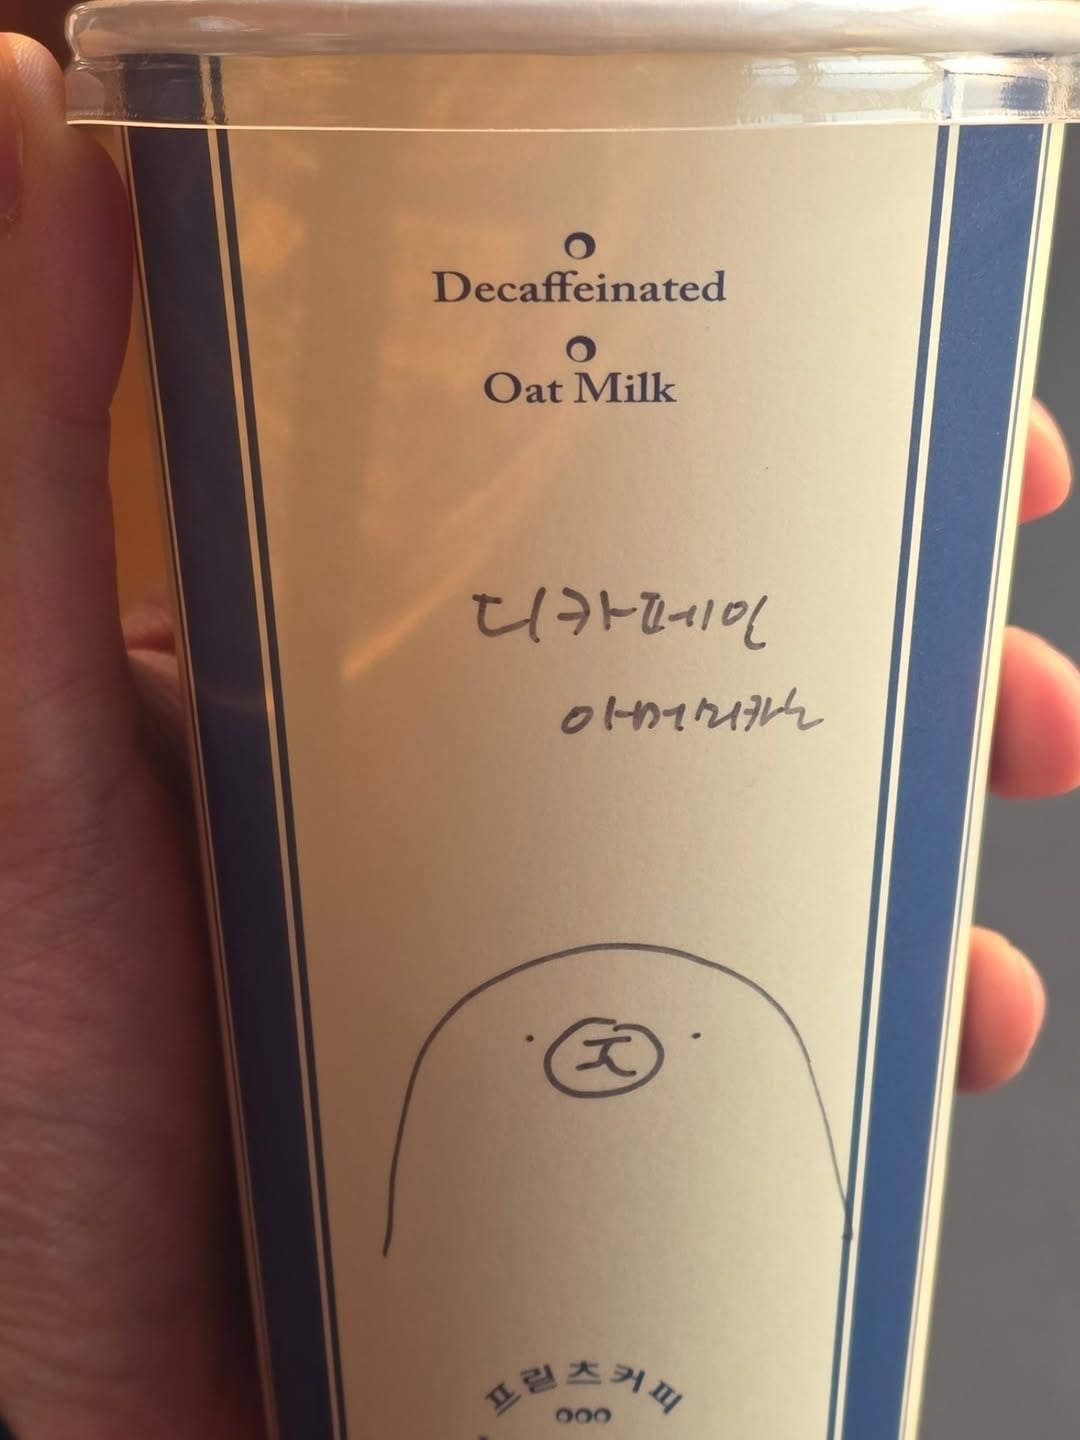 Decaffeinated
Oat Milk
디카페인
아메리카노
프릳츠커피